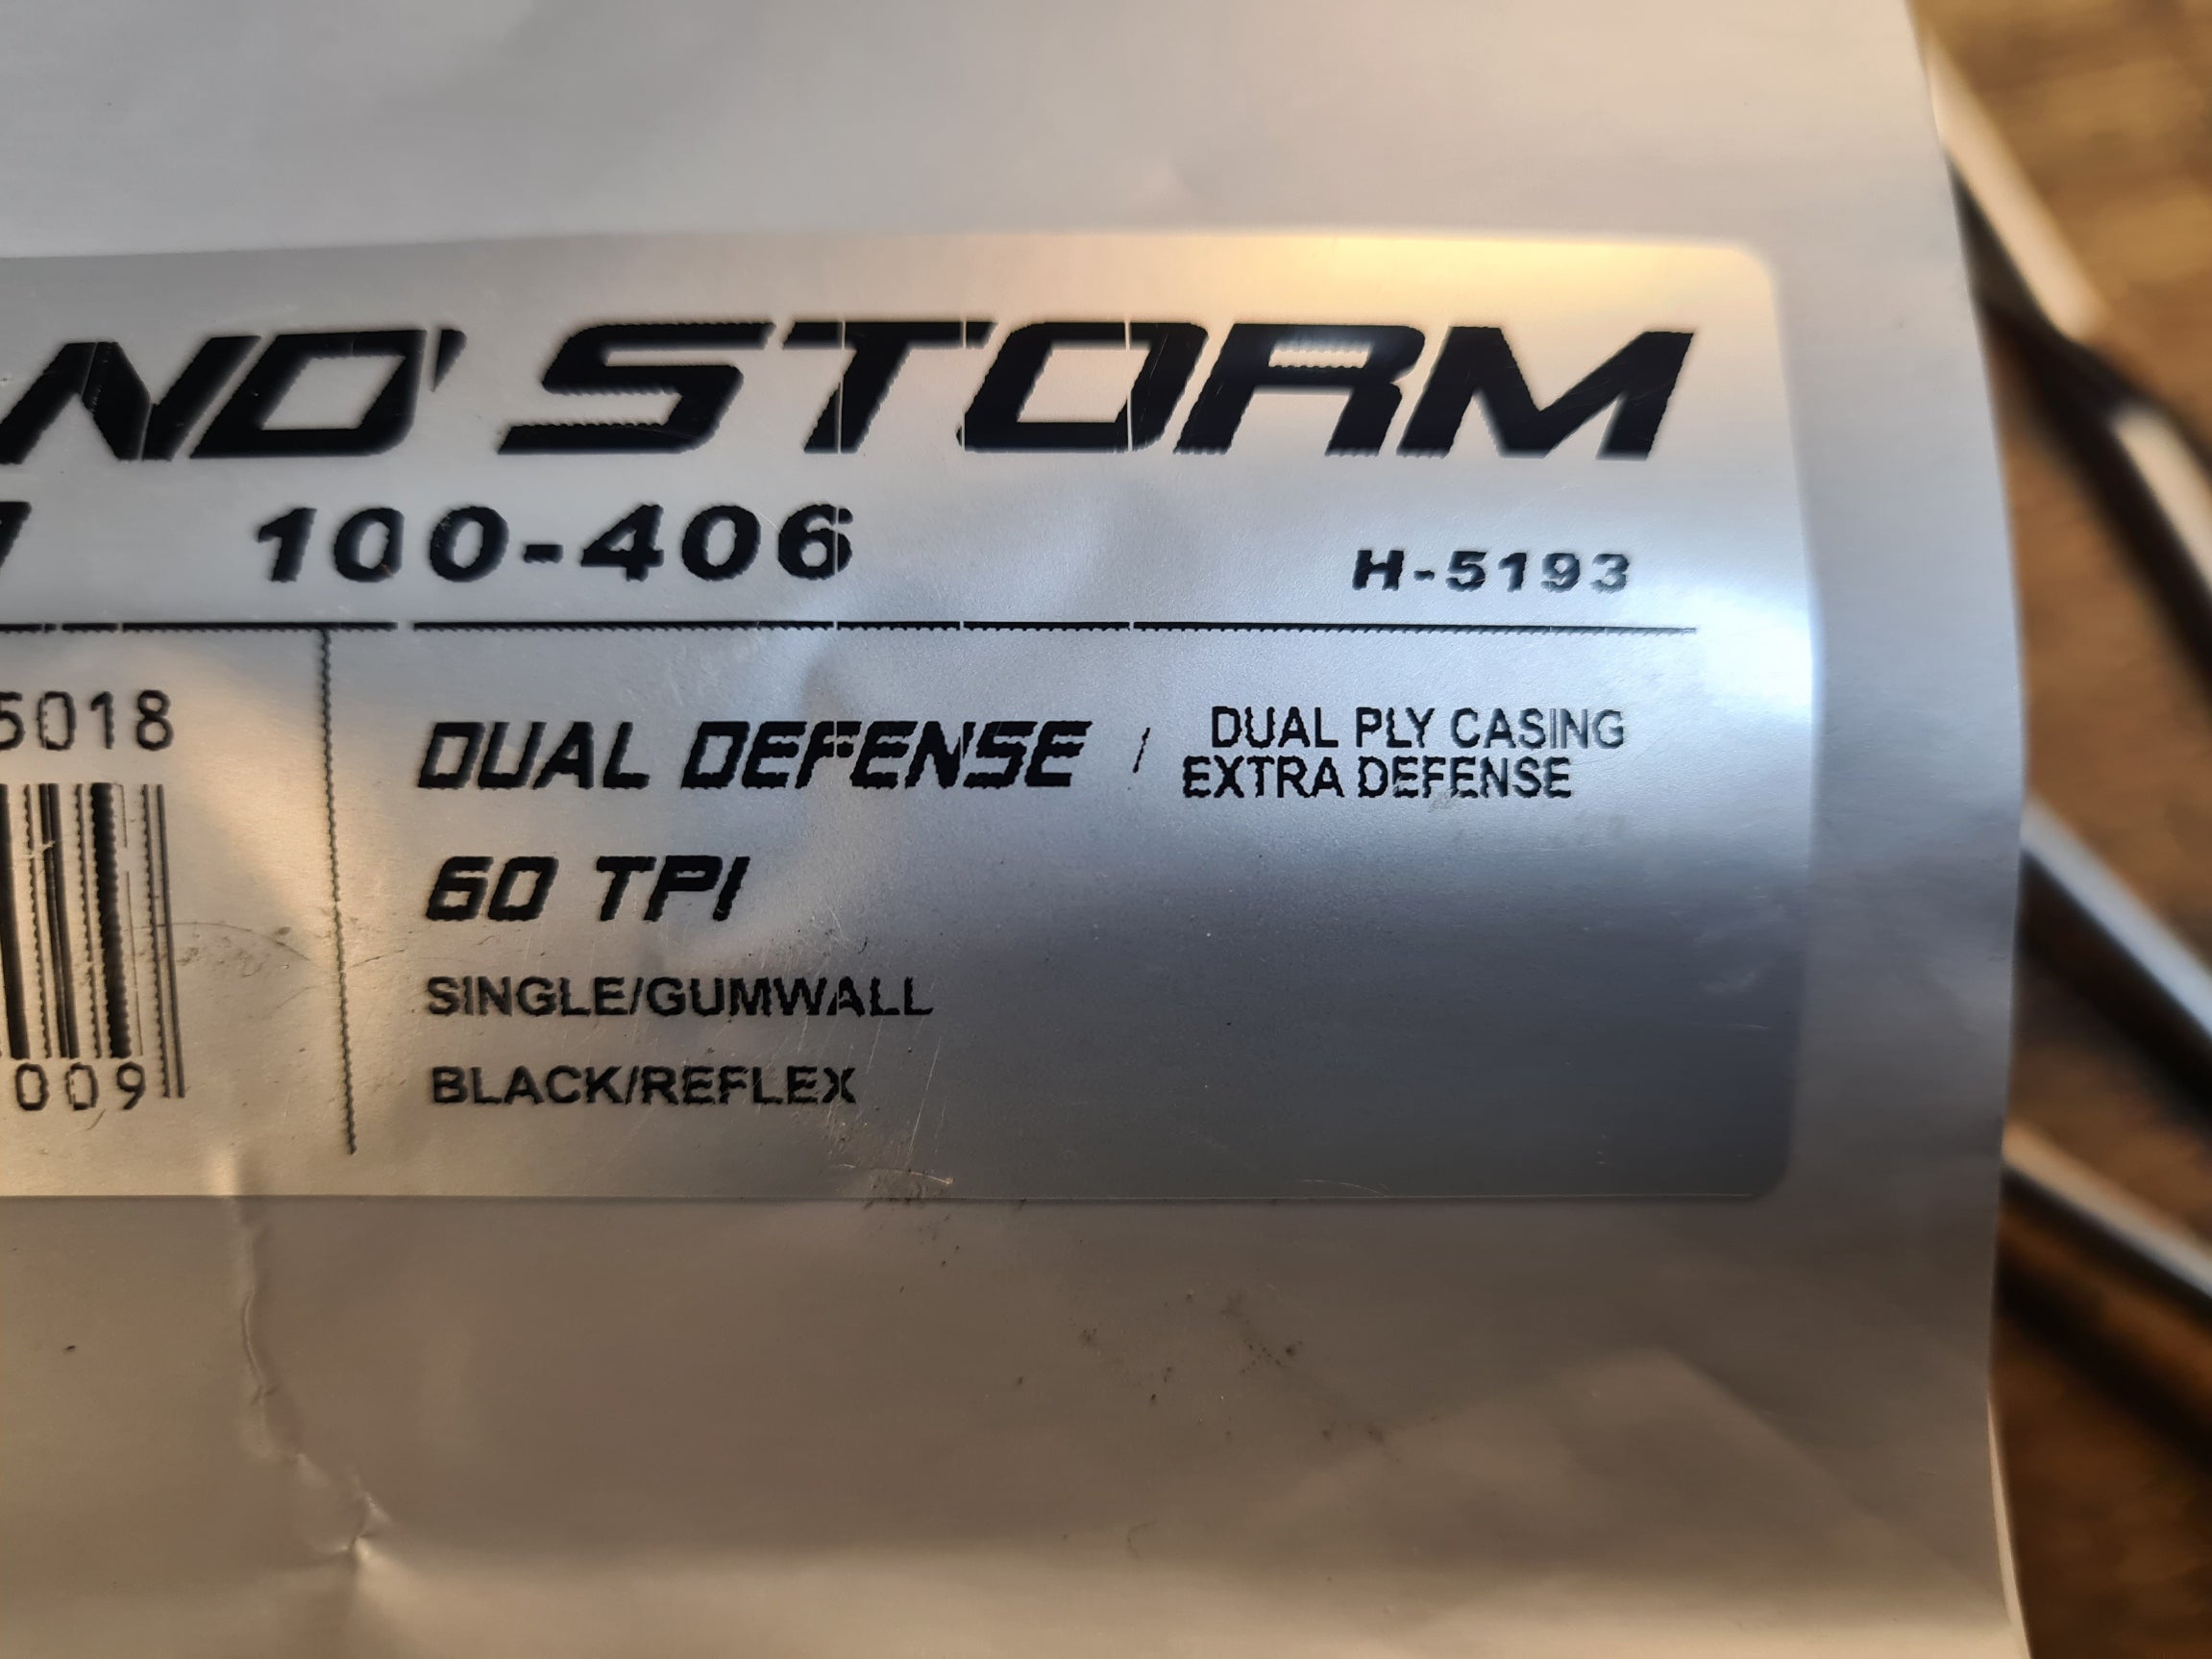 STORM
100-406
H-5193
5018
DUAL DEFENSE / DUAL PLY CASING
EXTRA DEFENSE
60 TPI
SINGLE/GUMWALL
009
BLACK/REFLEX